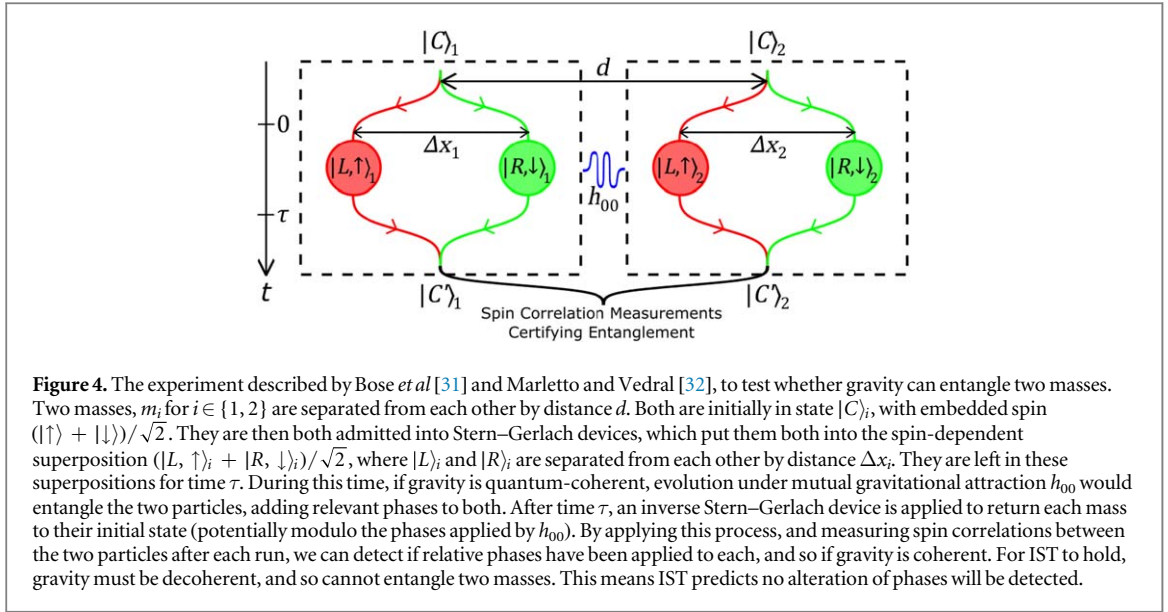 |C⟩₁ |C⟩₂
d
0
Δx₁ Δx₂
|L,↑⟩₁ |R,↓⟩₁ |L,↑⟩₂ |R,↓⟩₂
h₀₀
τ
t |C⟩₁ |C⟩₂
Spin Correlation Measurements
Certifying Entanglement
Figure 4. The experiment described by Bose et al [31] and Marletto and Vedral [32], to test whether gravity can entangle two masses.
Two masses, mᵢ for i ∈ {1, 2} are separated from each other by distance d. Both are initially in state |C⟩ᵢ, with embedded spin
(|↑⟩ + |↓⟩)/√2. They are then both admitted into Stern–Gerlach devices, which put them both into the spin-dependent
superposition (|L, ↑⟩ᵢ + |R, ↓⟩ᵢ)/√2, where |L⟩ᵢ and |R⟩ᵢ are separated from each other by distance Δxᵢ. They are left in these
superpositions for time τ. During this time, if gravity is quantum-coherent, evolution under mutual gravitational attraction h₀₀ would
entangle the two particles, adding relevant phases to both. After time τ, an inverse Stern–Gerlach device is applied to return each mass
to their initial state (potentially modulo the phases applied by h₀₀). By applying this process, and measuring spin correlations between
the two particles after each run, we can detect if relative phases have been applied to each, and so if gravity is coherent. For IST to hold,
gravity must be decoherent, and so cannot entangle two masses. This means IST predicts no alteration of phases will be detected.